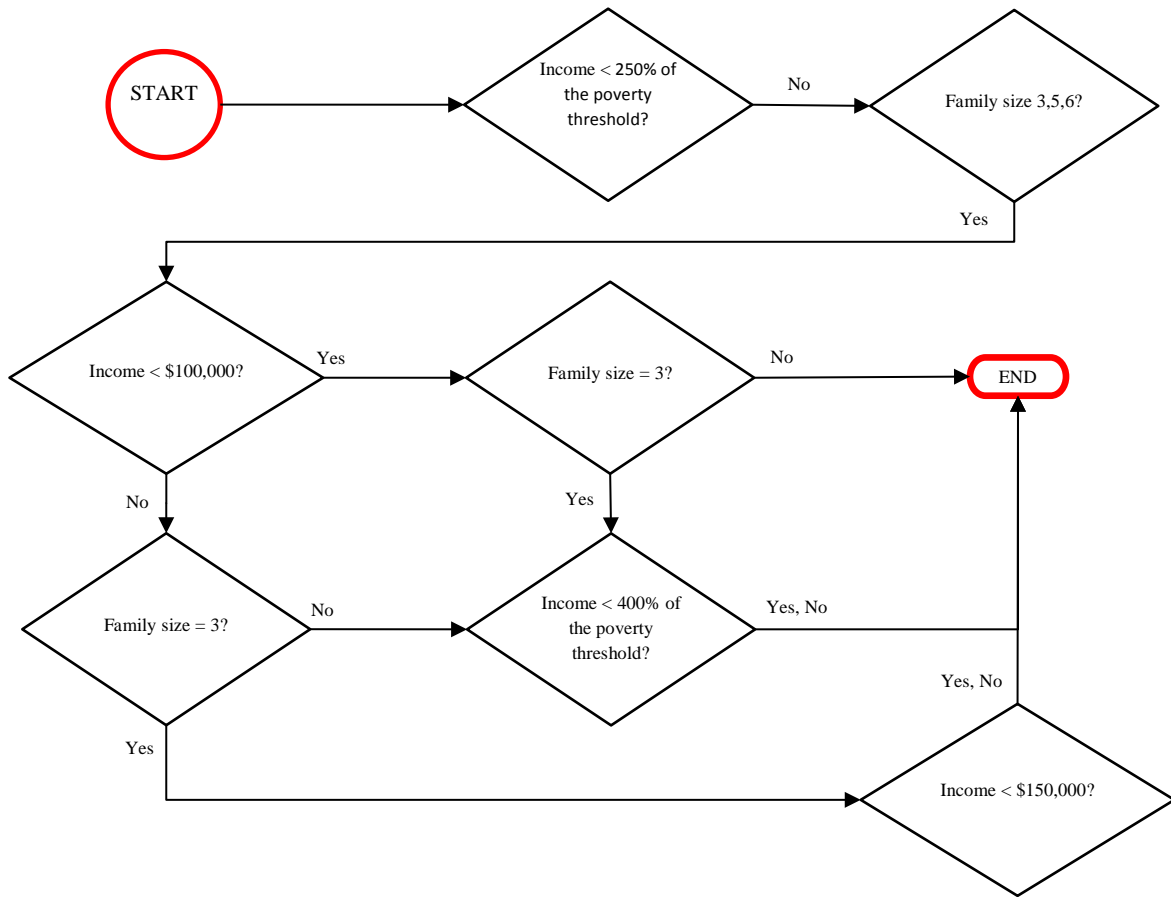 START
Income < 250% of
the poverty
threshold?
No
Family size 3,5,6?
Yes
Income < $100,000?
Yes
Family size = 3?
No
END
No
Yes
Family size = 3?
No
Income < 400% of
the poverty
threshold?
Yes, No
Yes, No
Yes
Income < $150,000?